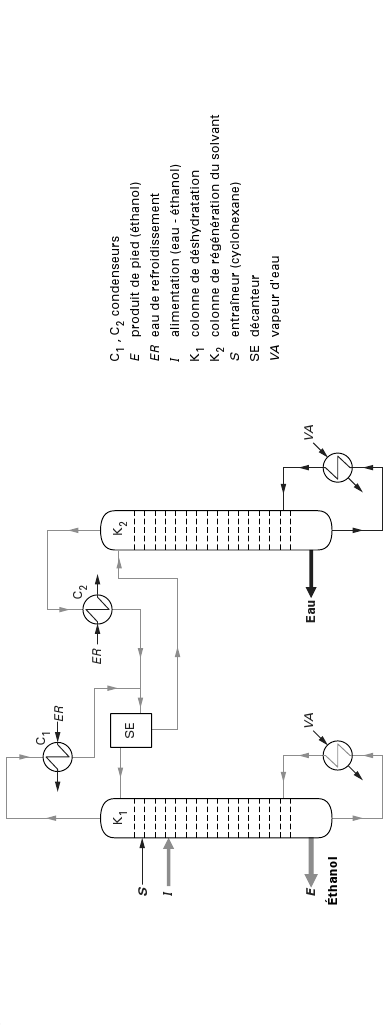 C1
ER
C2
ER
K1
SE
K2
S
I
VA
VA
E
Éthanol
Eau
C1 , C2 condenseurs
E produit de pied (éthanol)
ER eau de refroidissement
I alimentation (eau - éthanol)
K1 colonne de déshydratation
K2 colonne de régénération du solvant
S entraîneur (cyclohexane)
SE décanteur
VA vapeur d'eau